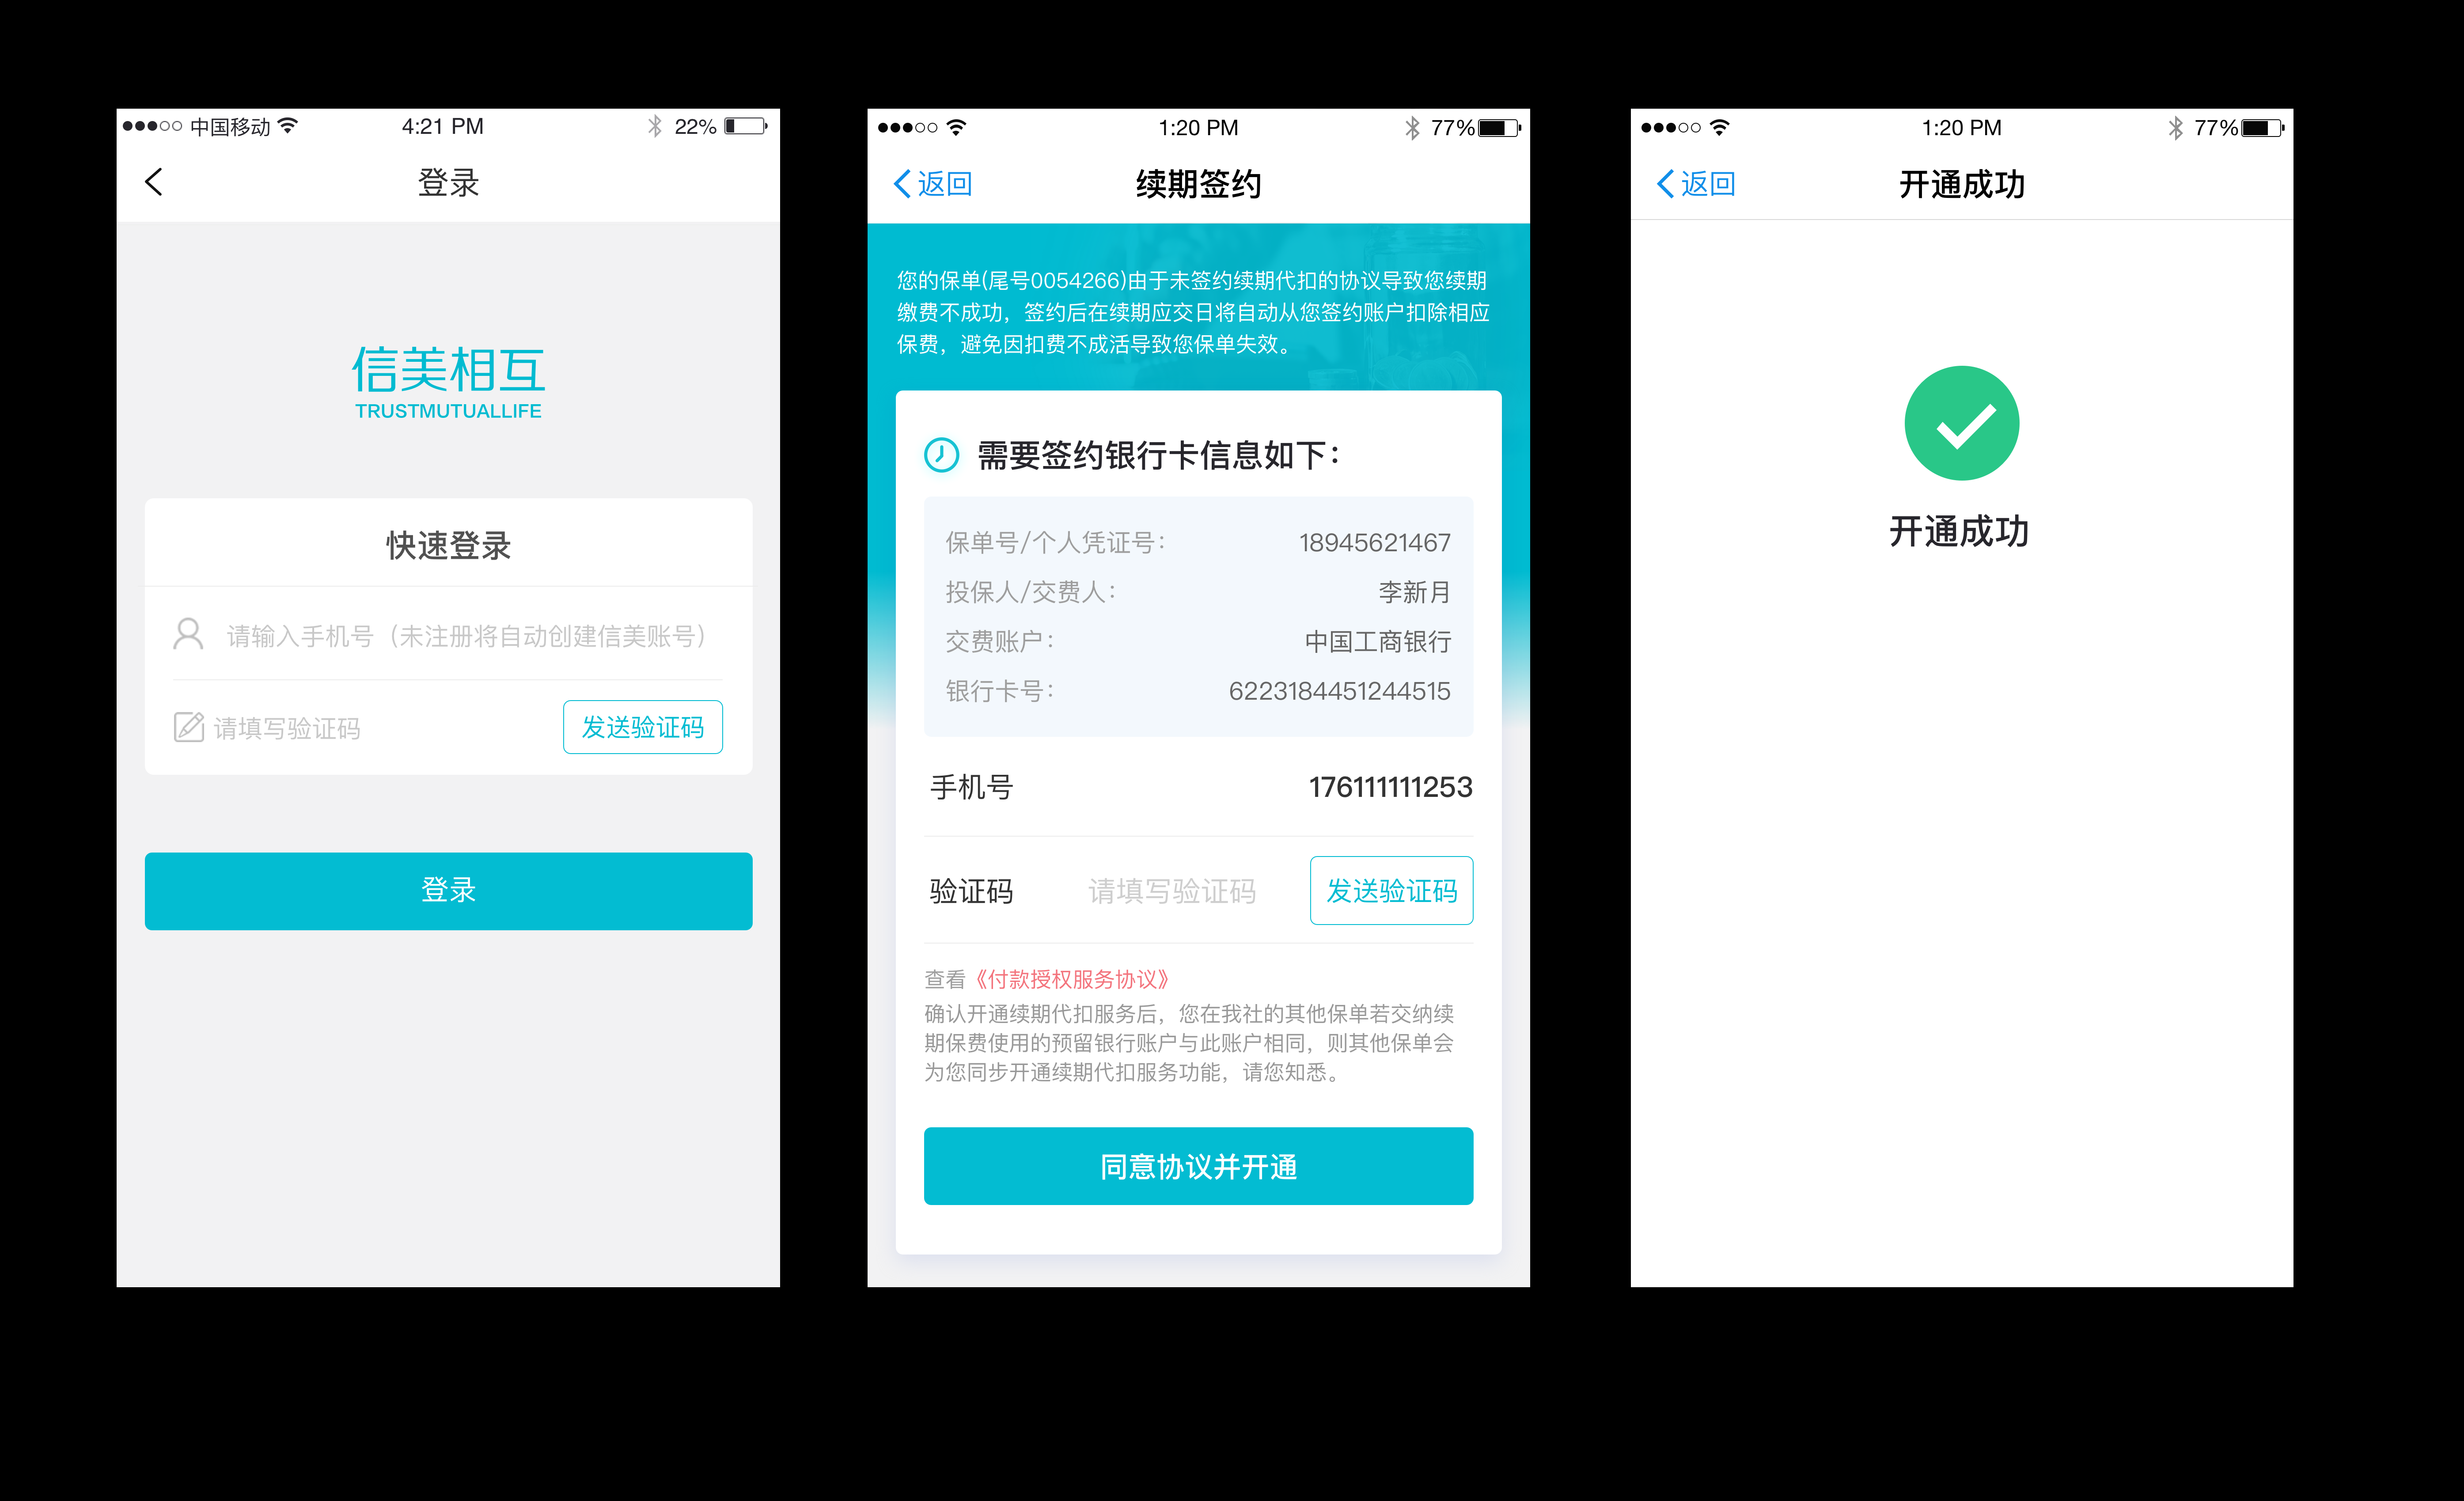 中国移动
4:21 PM
22%
登录
信美相互
TRUSTMUTUALLIFE
快速登录
请输入手机号（未注册将自动创建信美账号）
请填写验证码
发送验证码
登录
1:20 PM
77%
返回
续期签约
您的保单(尾号0054266)由于未签约续期代扣的协议导致您续期
缴费不成功，签约后在续期应交日将自动从您签约账户扣除相应
保费，避免因扣费不成活导致您保单失效。
需要签约银行卡信息如下：
保单号/个人凭证号： 18945621467
投保人/交费人： 李新月
交费账户： 中国工商银行
银行卡号： 6223184451244515
手机号 176111111253
验证码 请填写验证码 发送验证码
查看《付款授权服务协议》
确认开通续期代扣服务后，您在我社的其他保单若交纳续
期保费使用的预留银行账户与此账户相同，则其他保单会
为您同步开通续期代扣服务功能，请您知悉。
同意协议并开通
1:20 PM
77%
返回
开通成功
开通成功